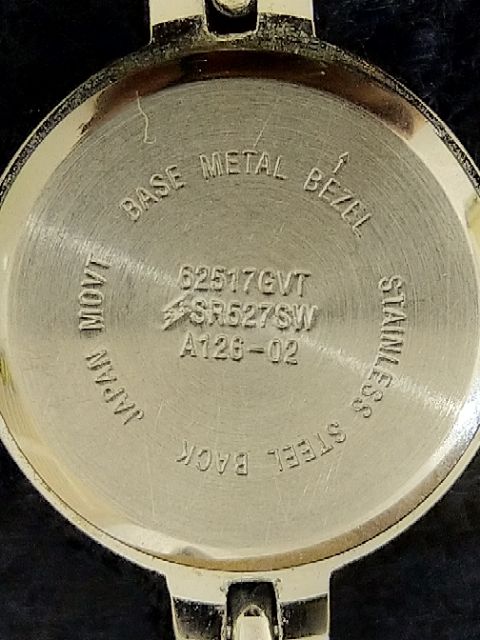 BASE METAL BEZEL
STAINLESS STEEL BACK
JAPAN MOVT
62517GVT
SR527SW
A126-02